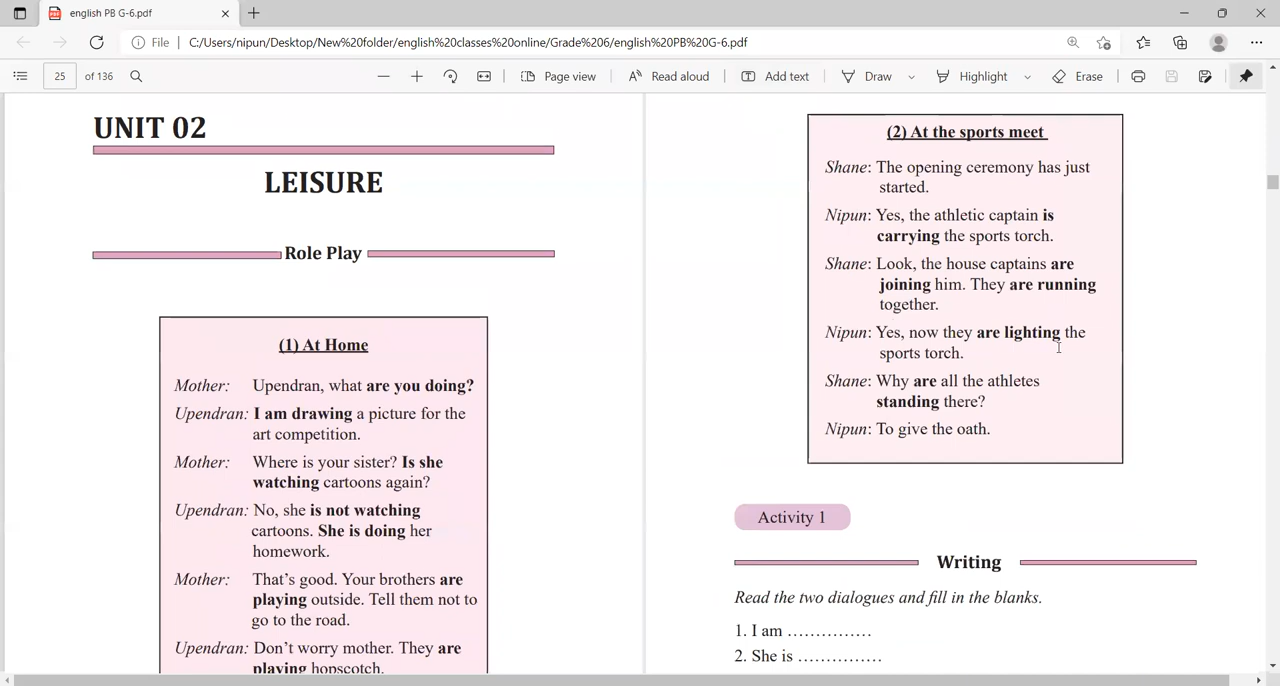 english PB G-6.pdf
File
C:/Users/nipun/Desktop/New%20folder/english%20classes%20online/Grade%206/english%20PB%20G-6.pdf
25 of 136
Page view
Read aloud
Add text
Draw
Highlight
Erase
UNIT 02
LEISURE
Role Play
(1) At Home
Mother: Upendran, what are you doing?
Upendran: I am drawing a picture for the
art competition.
Mother: Where is your sister? Is she
watching cartoons again?
Upendran: No, she is not watching
cartoons. She is doing her
homework.
Mother: That's good. Your brothers are
playing outside. Tell them not to
go to the road.
Upendran: Don't worry mother. They are
playing hopscotch.
(2) At the sports meet
Shane: The opening ceremony has just
started.
Nipun: Yes, the athletic captain is
carrying the sports torch.
Shane: Look, the house captains are
joining him. They are running
together.
Nipun: Yes, now they are lighting the
sports torch.
Shane: Why are all the athletes
standing there?
Nipun: To give the oath.
Activity 1
Writing
Read the two dialogues and fill in the blanks.
1. I am ……………
2. She is ……………